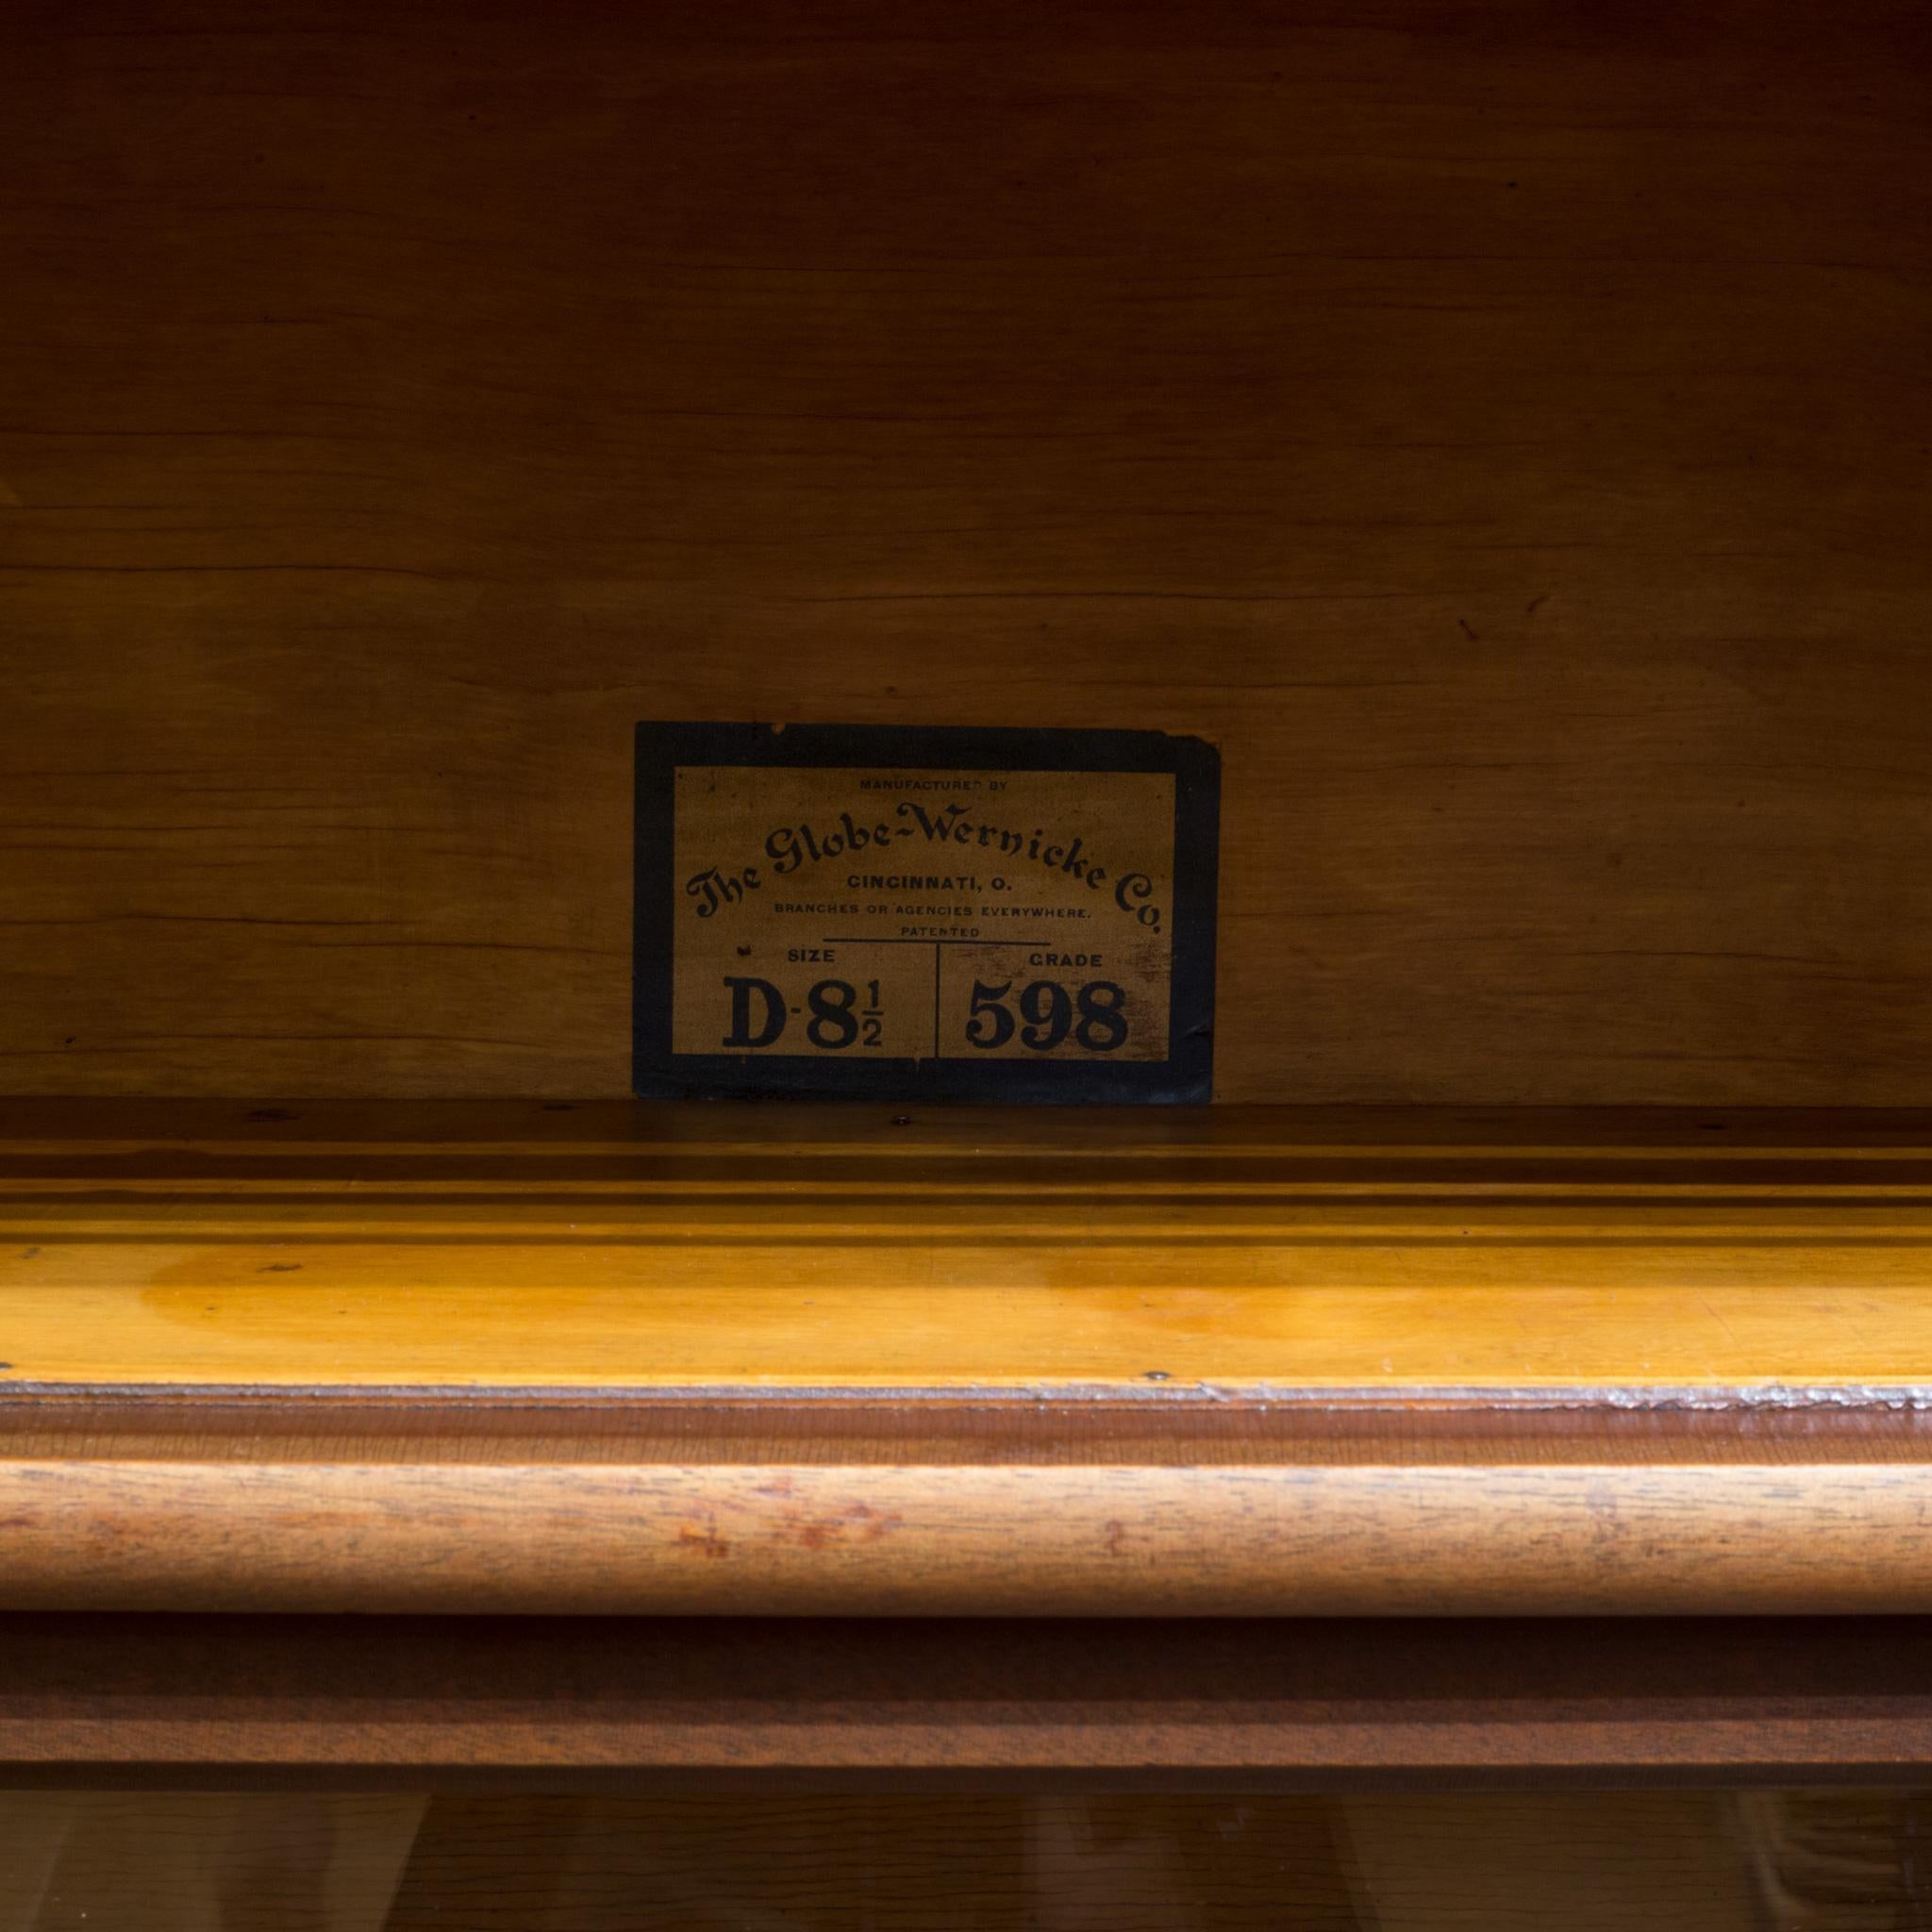 MANUFACTURED BY
The Globe-Wernicke Co.
CINCINNATI, O.
BRANCHES OR AGENCIES EVERYWHERE.
PATENTED
SIZE GRADE
D-8½ 598